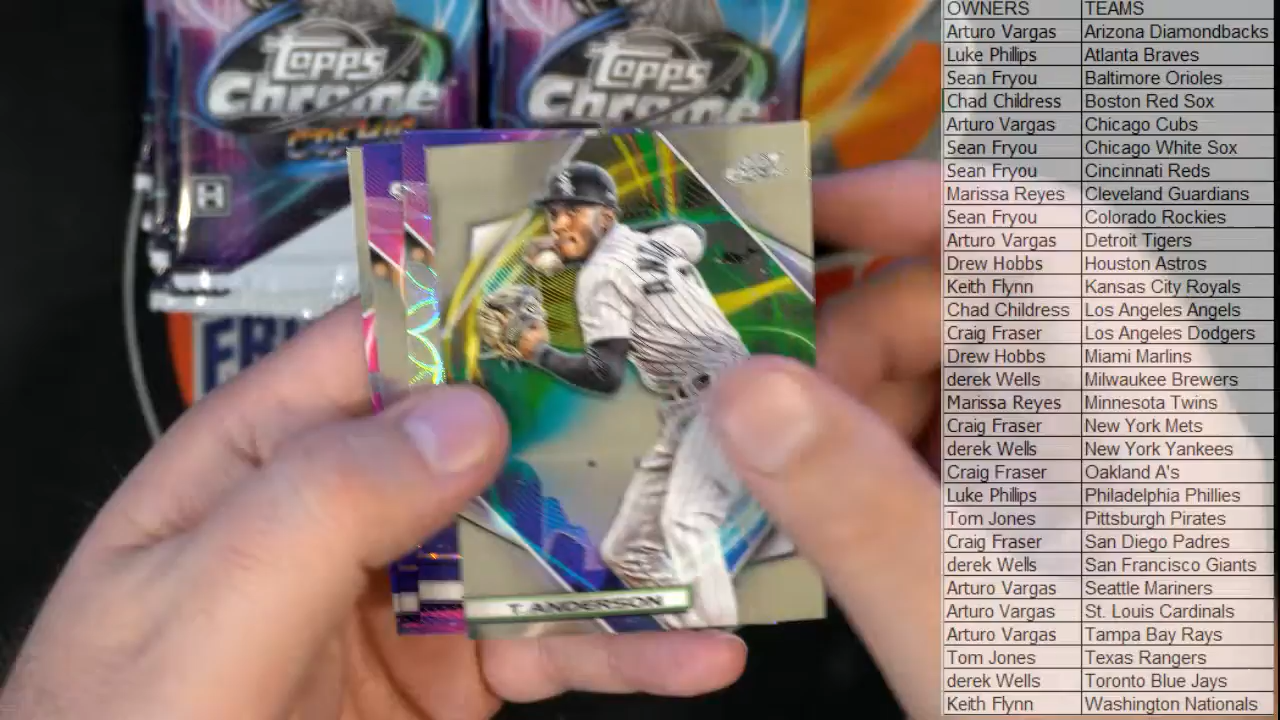 Topps
Chrome
Topps
Chrome
H
T. ANDERSON
OWNERS TEAMS
Arturo Vargas Arizona Diamondbacks
Luke Phillips Atlanta Braves
Sean Fryou Baltimore Orioles
Chad Childress Boston Red Sox
Arturo Vargas Chicago Cubs
Sean Fryou Chicago White Sox
Sean Fryou Cincinnati Reds
Marissa Reyes Cleveland Guardians
Sean Fryou Colorado Rockies
Arturo Vargas Detroit Tigers
Drew Hobbs Houston Astros
Keith Flynn Kansas City Royals
Chad Childress Los Angeles Angels
Craig Fraser Los Angeles Dodgers
Drew Hobbs Miami Marlins
derek Wells Milwaukee Brewers
Marissa Reyes Minnesota Twins
Craig Fraser New York Mets
derek Wells New York Yankees
Craig Fraser Oakland A's
Luke Phillips Philadelphia Phillies
Tom Jones Pittsburgh Pirates
Craig Fraser San Diego Padres
derek Wells San Francisco Giants
Arturo Vargas Seattle Mariners
Arturo Vargas St. Louis Cardinals
Arturo Vargas Tampa Bay Rays
Tom Jones Texas Rangers
derek Wells Toronto Blue Jays
Keith Flynn Washington Nationals